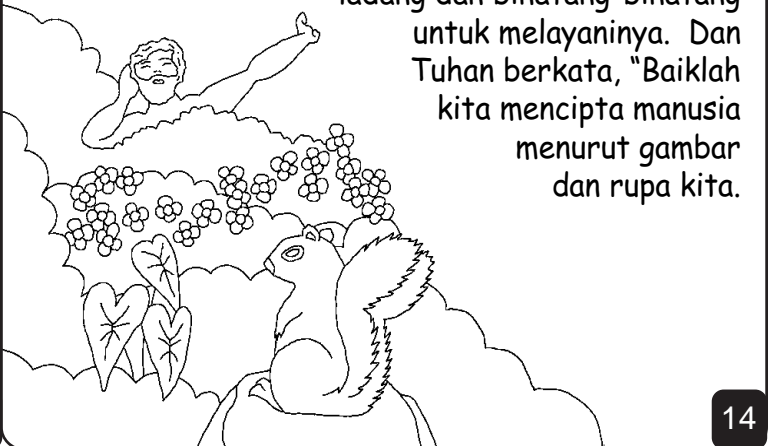 ladang dan binatang-binatang
untuk melayaninya. Dan
Tuhan berkata, “Baiklah
kita mencipta manusia
menurut gambar
dan rupa kita.
14